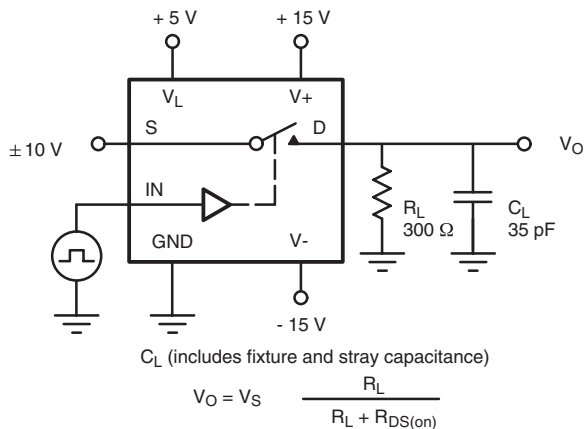 + 5 V
+ 15 V
V_L
V+
S
D
± 10 V
V_O
IN
R_L
300 Ω
C_L
35 pF
GND
V-
- 15 V
C_L (includes fixture and stray capacitance)
V_O = V_S R_L
R_L + R_DS(on)